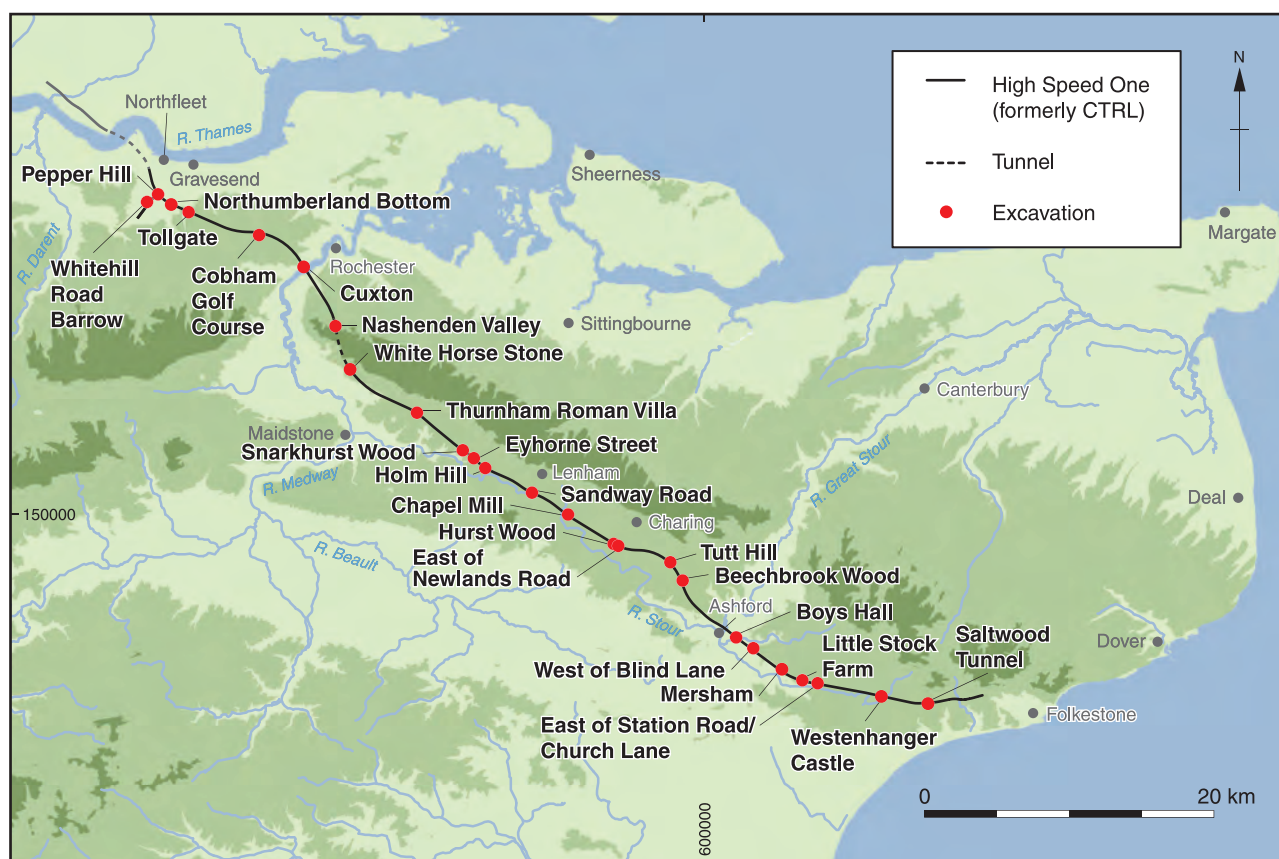 High Speed One
(formerly CTRL)
Tunnel
Excavation
N
Northfleet
R. Thames
Gravesend
Pepper Hill
Northumberland Bottom
Tollgate
R. Darent
Whitehill
Road
Barrow
Cobham
Golf
Course
Rochester
Cuxton
Sheerness
Margate
Nashenden Valley
Sittingbourne
White Horse Stone
Canterbury
Thurnham Roman Villa
Maidstone
Snarkhurst Wood
Eyhorne Street
Holm Hill
Lenham
R. Medway
R. Great Stour
Sandway Road
Deal
Chapel Mill
150000
Charing
Hurst Wood
R. Beault
East of
Newlands Road
Tutt Hill
Beechbrook Wood
Ashford
R. Stour
Boys Hall
Little Stock
Farm
Saltwood
Tunnel
Dover
West of Blind Lane
Mersham
East of Station Road/
Church Lane
Westenhanger
Castle
Folkestone
600000
0
20 km